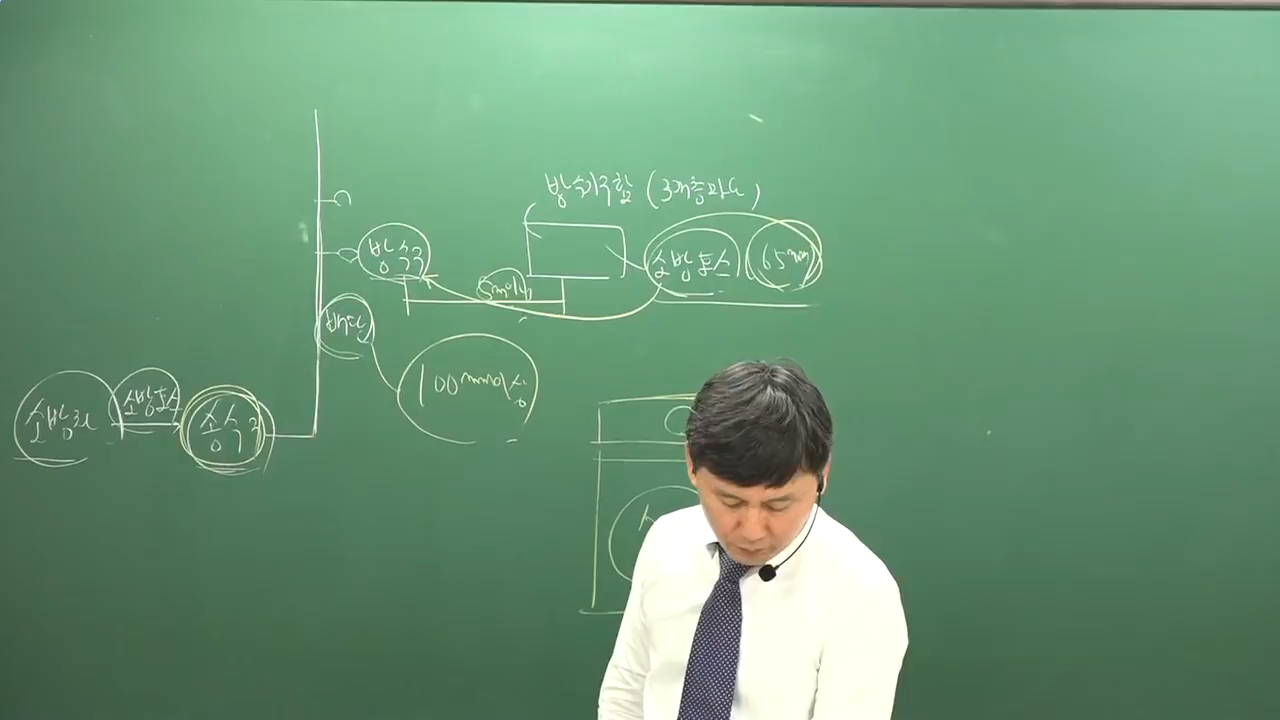 방수기구함 (3개층마다)
방수구
소방호스 (65mm)
5m이내
배관
100mm이상
소방차
소방호스
송수구